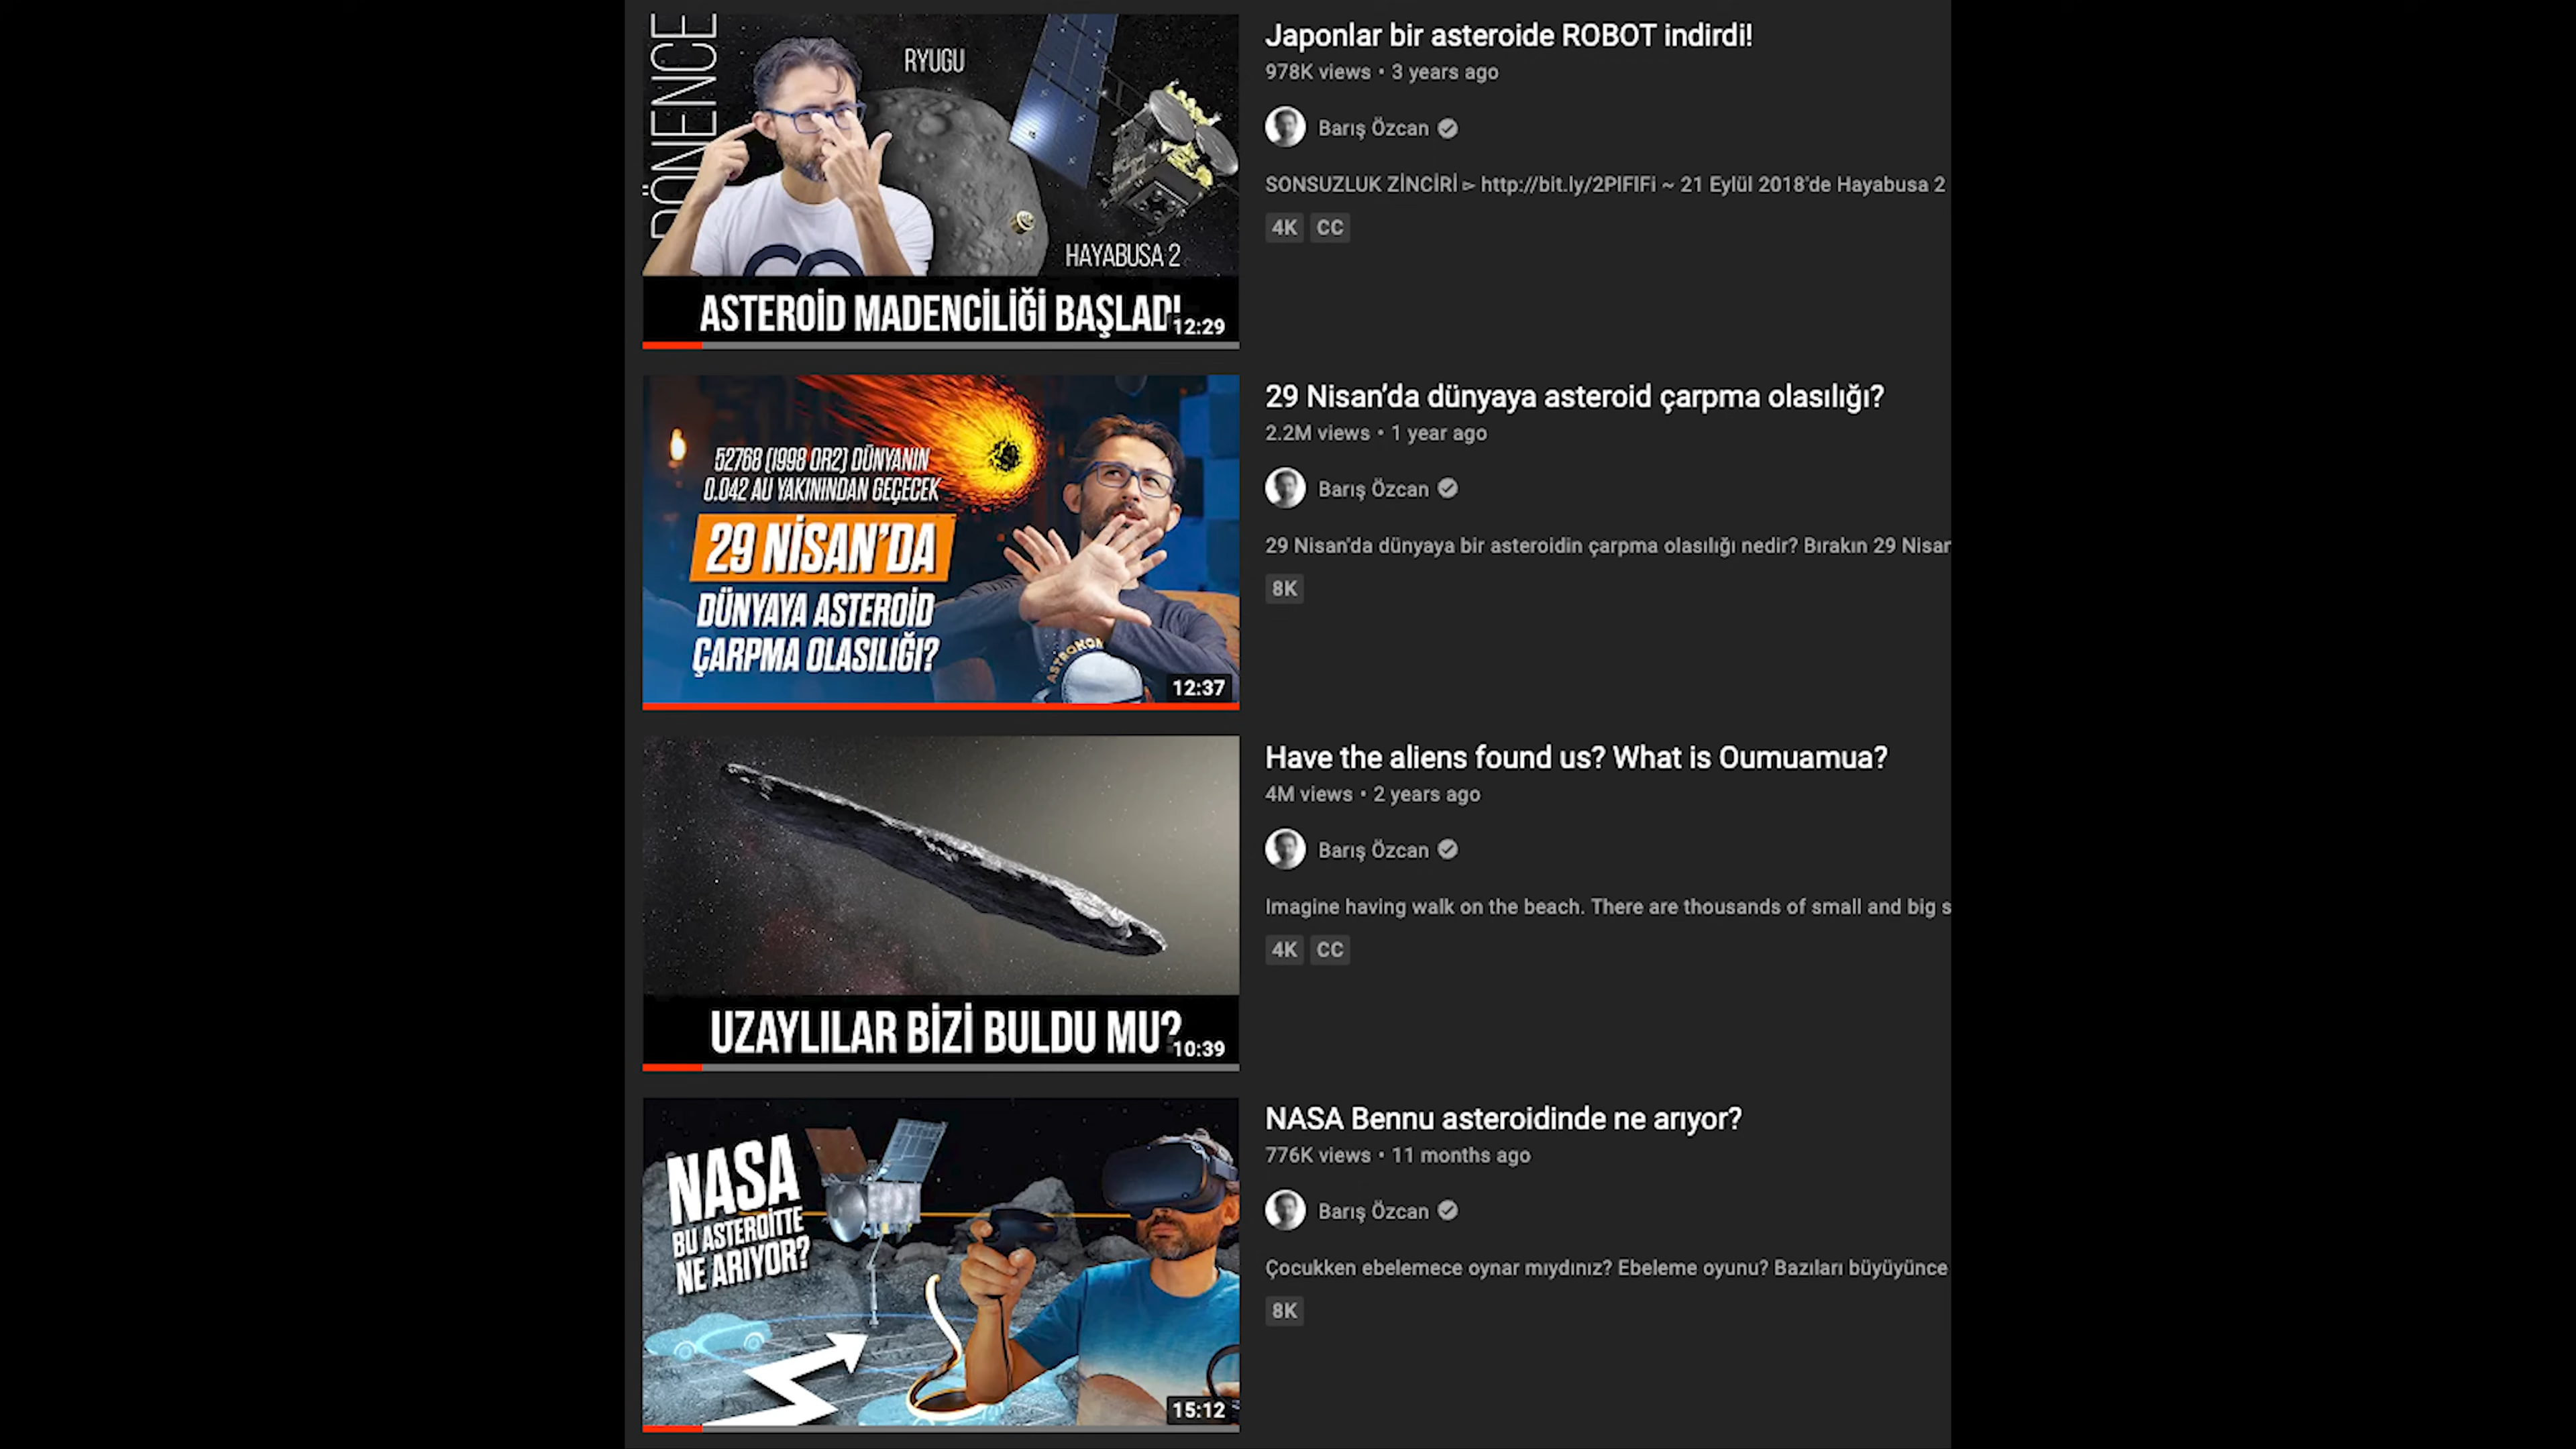 DÖNENCE
RYUGU
HAYABUSA 2
ASTEROİD MADENCİLİĞİ BAŞLADI
12:29
Japonlar bir asteroide ROBOT indirdi!
978K views • 3 years ago
Barış Özcan
SONSUZLUK ZİNCİRİ ▻ http://bit.ly/2PIFIFi ~ 21 Eylül 2018'de Hayabusa 2
4K CC
52768 (1998 OR2) DÜNYANIN
0.042 AU YAKININDAN GEÇECEK
29 NİSAN'DA
DÜNYAYA ASTEROİD
ÇARPMA OLASILIĞI?
12:37
29 Nisan’da dünyaya asteroid çarpma olasılığı?
2.2M views • 1 year ago
Barış Özcan
29 Nisan'da dünyaya bir asteroidin çarpma olasılığı nedir? Bırakın 29 Nisan
8K
UZAYLILAR BİZİ BULDU MU?
10:39
Have the aliens found us? What is Oumuamua?
4M views • 2 years ago
Barış Özcan
Imagine having walk on the beach. There are thousands of small and big s
4K CC
NASA
BU ASTEROİTTE
NE ARIYOR?
15:12
NASA Bennu asteroidinde ne arıyor?
776K views • 11 months ago
Barış Özcan
Çocukken ebelemece oynar mıydınız? Ebeleme oyunu? Bazıları büyüyünce
8K